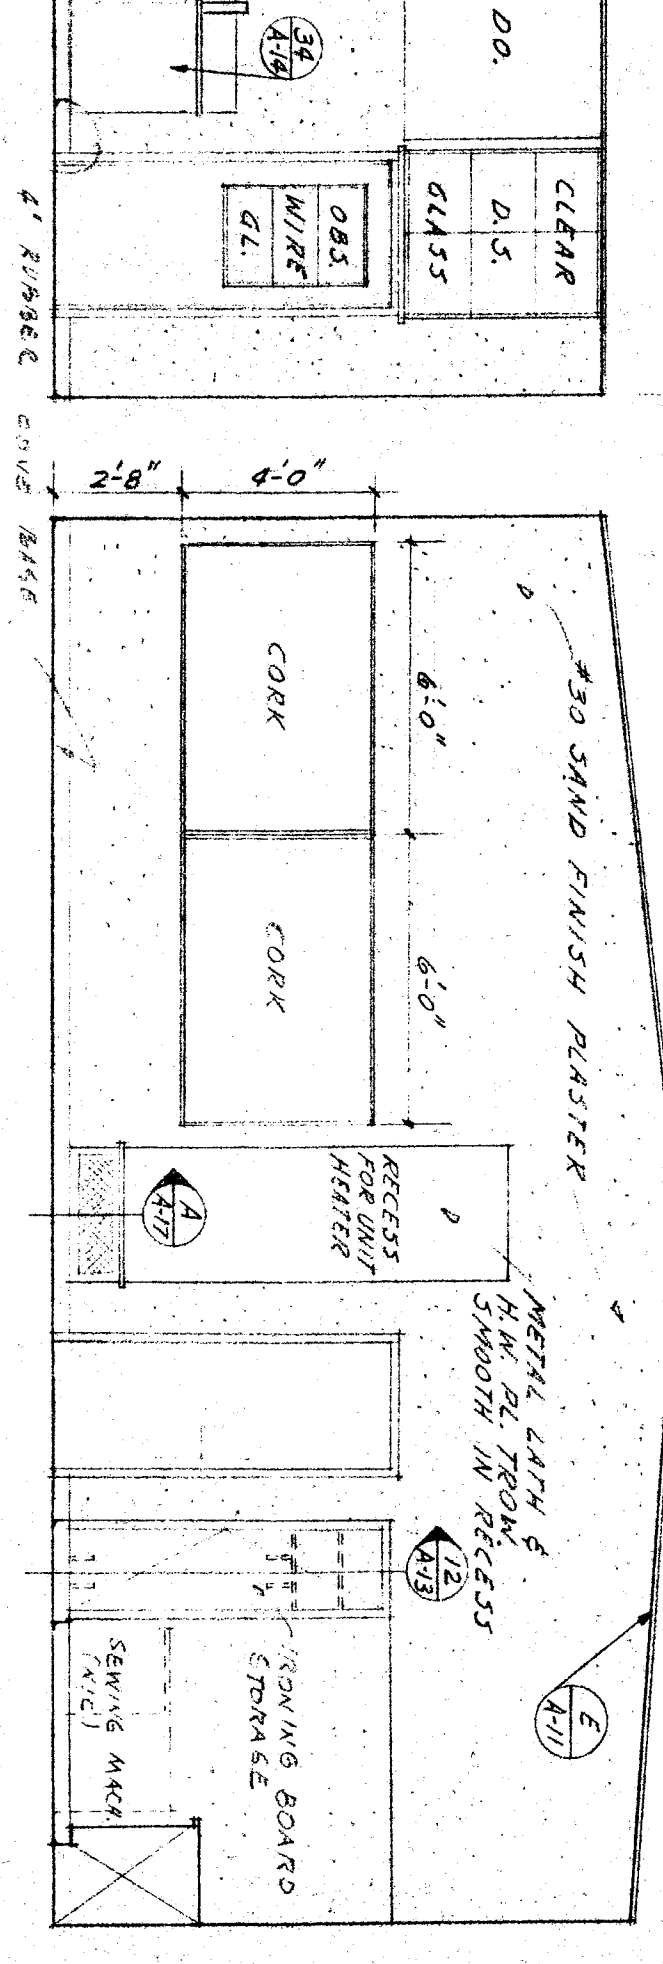 34
A-14
DO.
CLEAR
D.S.
GLASS
OBS.
WIRE
GL.
4" RUBBER COVE BASE
2'-8"
4'-0"
CORK
6'-0"
CORK
6'-0"
#30 SAND FINISH PLASTER
RECESS
FOR UNIT
HEATER
A
A-17
METAL LATH &
H.W. PL. TROW.
SMOOTH IN RECESS
12
A-13
E
A-11
IRONING BOARD
STORAGE
SEWING MACH.
(N.I.C.)